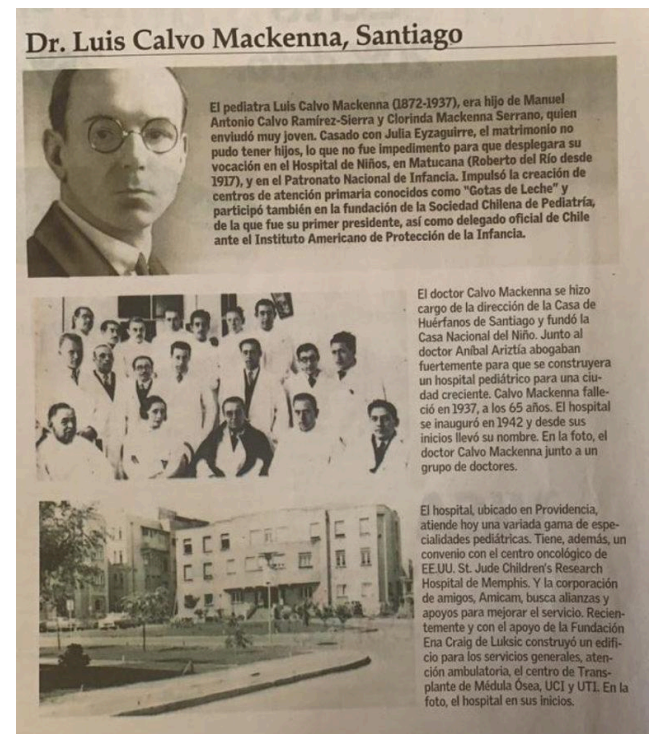 Dr. Luis Calvo Mackenna, Santiago
El pediatra Luis Calvo Mackenna (1872-1937), era hijo de Manuel
Antonio Calvo Ramírez-Sierra y Clorinda Mackenna Serrano, quien
enviudó muy joven. Casado con Julia Eyzaguirre, el matrimonio no
pudo tener hijos, lo que no fue impedimento para que desplegara su
vocación en el Hospital de Niños, en Matucana (Roberto del Río desde
1917), y en el Patronato Nacional de Infancia. Impulsó la creación de
centros de atención primaria conocidos como "Gotas de Leche" y
participó también en la fundación de la Sociedad Chilena de Pediatría,
de la que fue su primer presidente, así como delegado oficial de Chile
ante el Instituto Americano de Protección de la Infancia.
El doctor Calvo Mackenna se hizo
cargo de la dirección de la Casa de
Huérfanos de Santiago y fundó la
Casa Nacional del Niño. Junto al
doctor Aníbal Ariztía abogaban
fuertemente para que se construyera
un hospital pediátrico para una ciu-
dad creciente. Calvo Mackenna falle-
ció en 1937, a los 65 años. El hospital
se inauguró en 1942 y desde sus
inicios llevó su nombre. En la foto, el
doctor Calvo Mackenna junto a un
grupo de doctores.
El hospital, ubicado en Providencia,
atiende hoy una variada gama de espe-
cialidades pediátricas. Tiene, además, un
convenio con el centro oncológico de
EE.UU. St. Jude Children's Research
Hospital de Memphis. Y la corporación
de amigos, Amicam, busca alianzas y
apoyos para mejorar el servicio. Recien-
temente y con el apoyo de la Fundación
Ena Craig de Luksic construyó un edifi-
cio para los servicios generales, aten-
ción ambulatoria, el centro de Trans-
plante de Médula Ósea, UCI y UTI. En la
foto, el hospital en sus inicios.